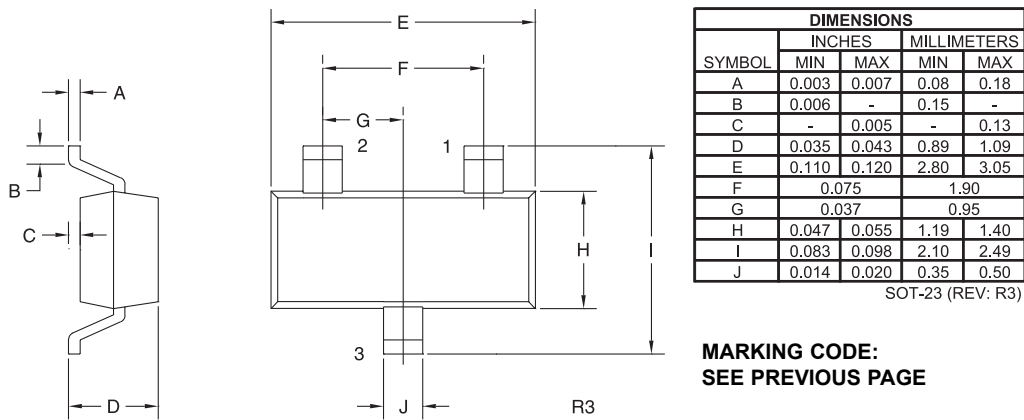 E
F
A
G
2
1
B
C
H
I
3
D
J
R3
DIMENSIONS
INCHES MILLIMETERS
SYMBOL MIN MAX MIN MAX
A 0.003 0.007 0.08 0.18
B 0.006 - 0.15 -
C - 0.005 - 0.13
D 0.035 0.043 0.89 1.09
E 0.110 0.120 2.80 3.05
F 0.075 1.90
G 0.037 0.95
H 0.047 0.055 1.19 1.40
I 0.083 0.098 2.10 2.49
J 0.014 0.020 0.35 0.50
SOT-23 (REV: R3)
MARKING CODE:
SEE PREVIOUS PAGE